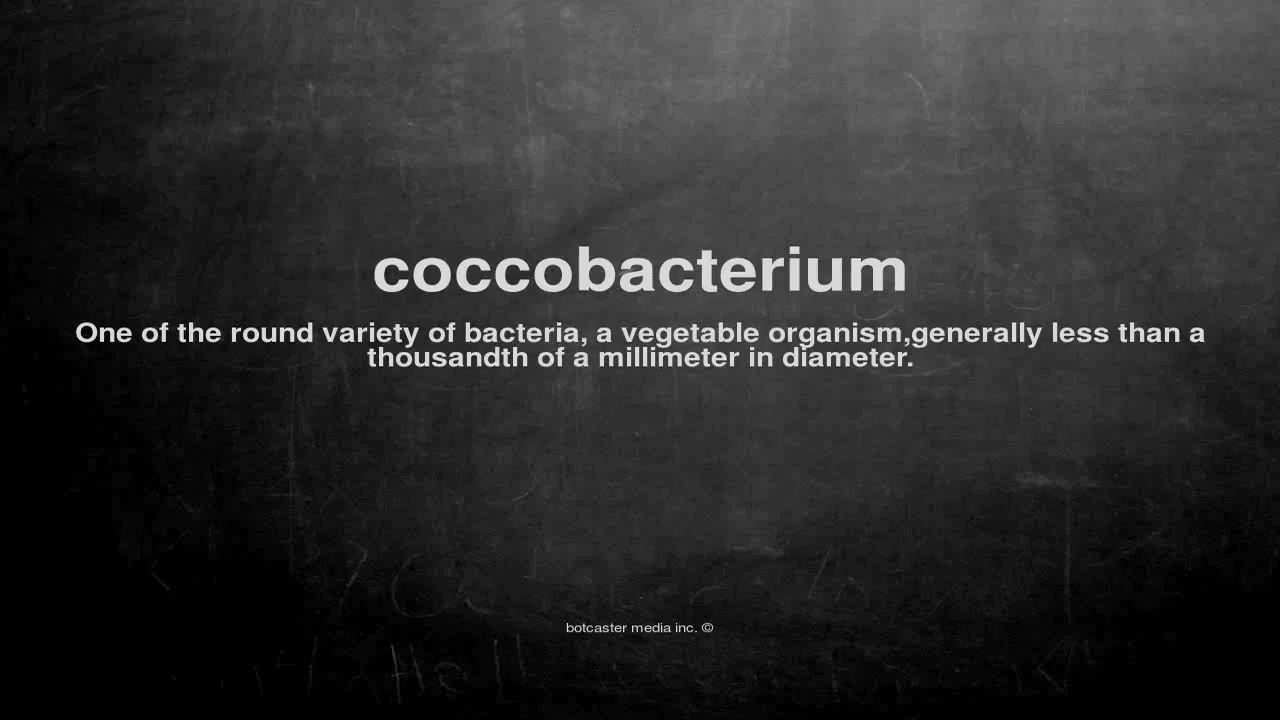 coccobacterium
One of the round variety of bacteria, a vegetable organism,generally less than a
thousandth of a millimeter in diameter.
botcaster media inc. ©